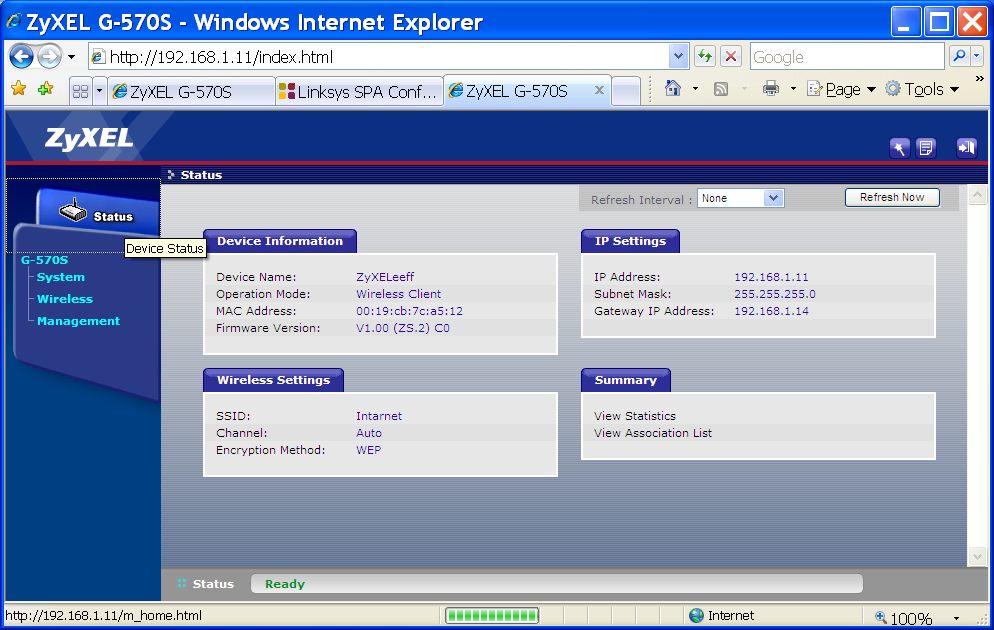 ZyXEL G-570S - Windows Internet Explorer
http://192.168.1.11/index.html
Google
ZyXEL G-570S
Linksys SPA Conf...
ZyXEL G-570S
x
Page
Tools
»
ZyXEL
Status
Status
Refresh Interval :
None
Refresh Now
Device Status
G-570S
System
Wireless
Management
Device Information
Device Name: ZyXELeeff
Operation Mode: Wireless Client
MAC Address: 00:19:cb:7c:a5:12
Firmware Version: V1.00 (ZS.2) C0
IP Settings
IP Address: 192.168.1.11
Subnet Mask: 255.255.255.0
Gateway IP Address: 192.168.1.14
Wireless Settings
SSID: Internet
Channel: Auto
Encryption Method: WEP
Summary
View Statistics
View Association List
Status
Ready
http://192.168.1.11/m_home.html
Internet
100%